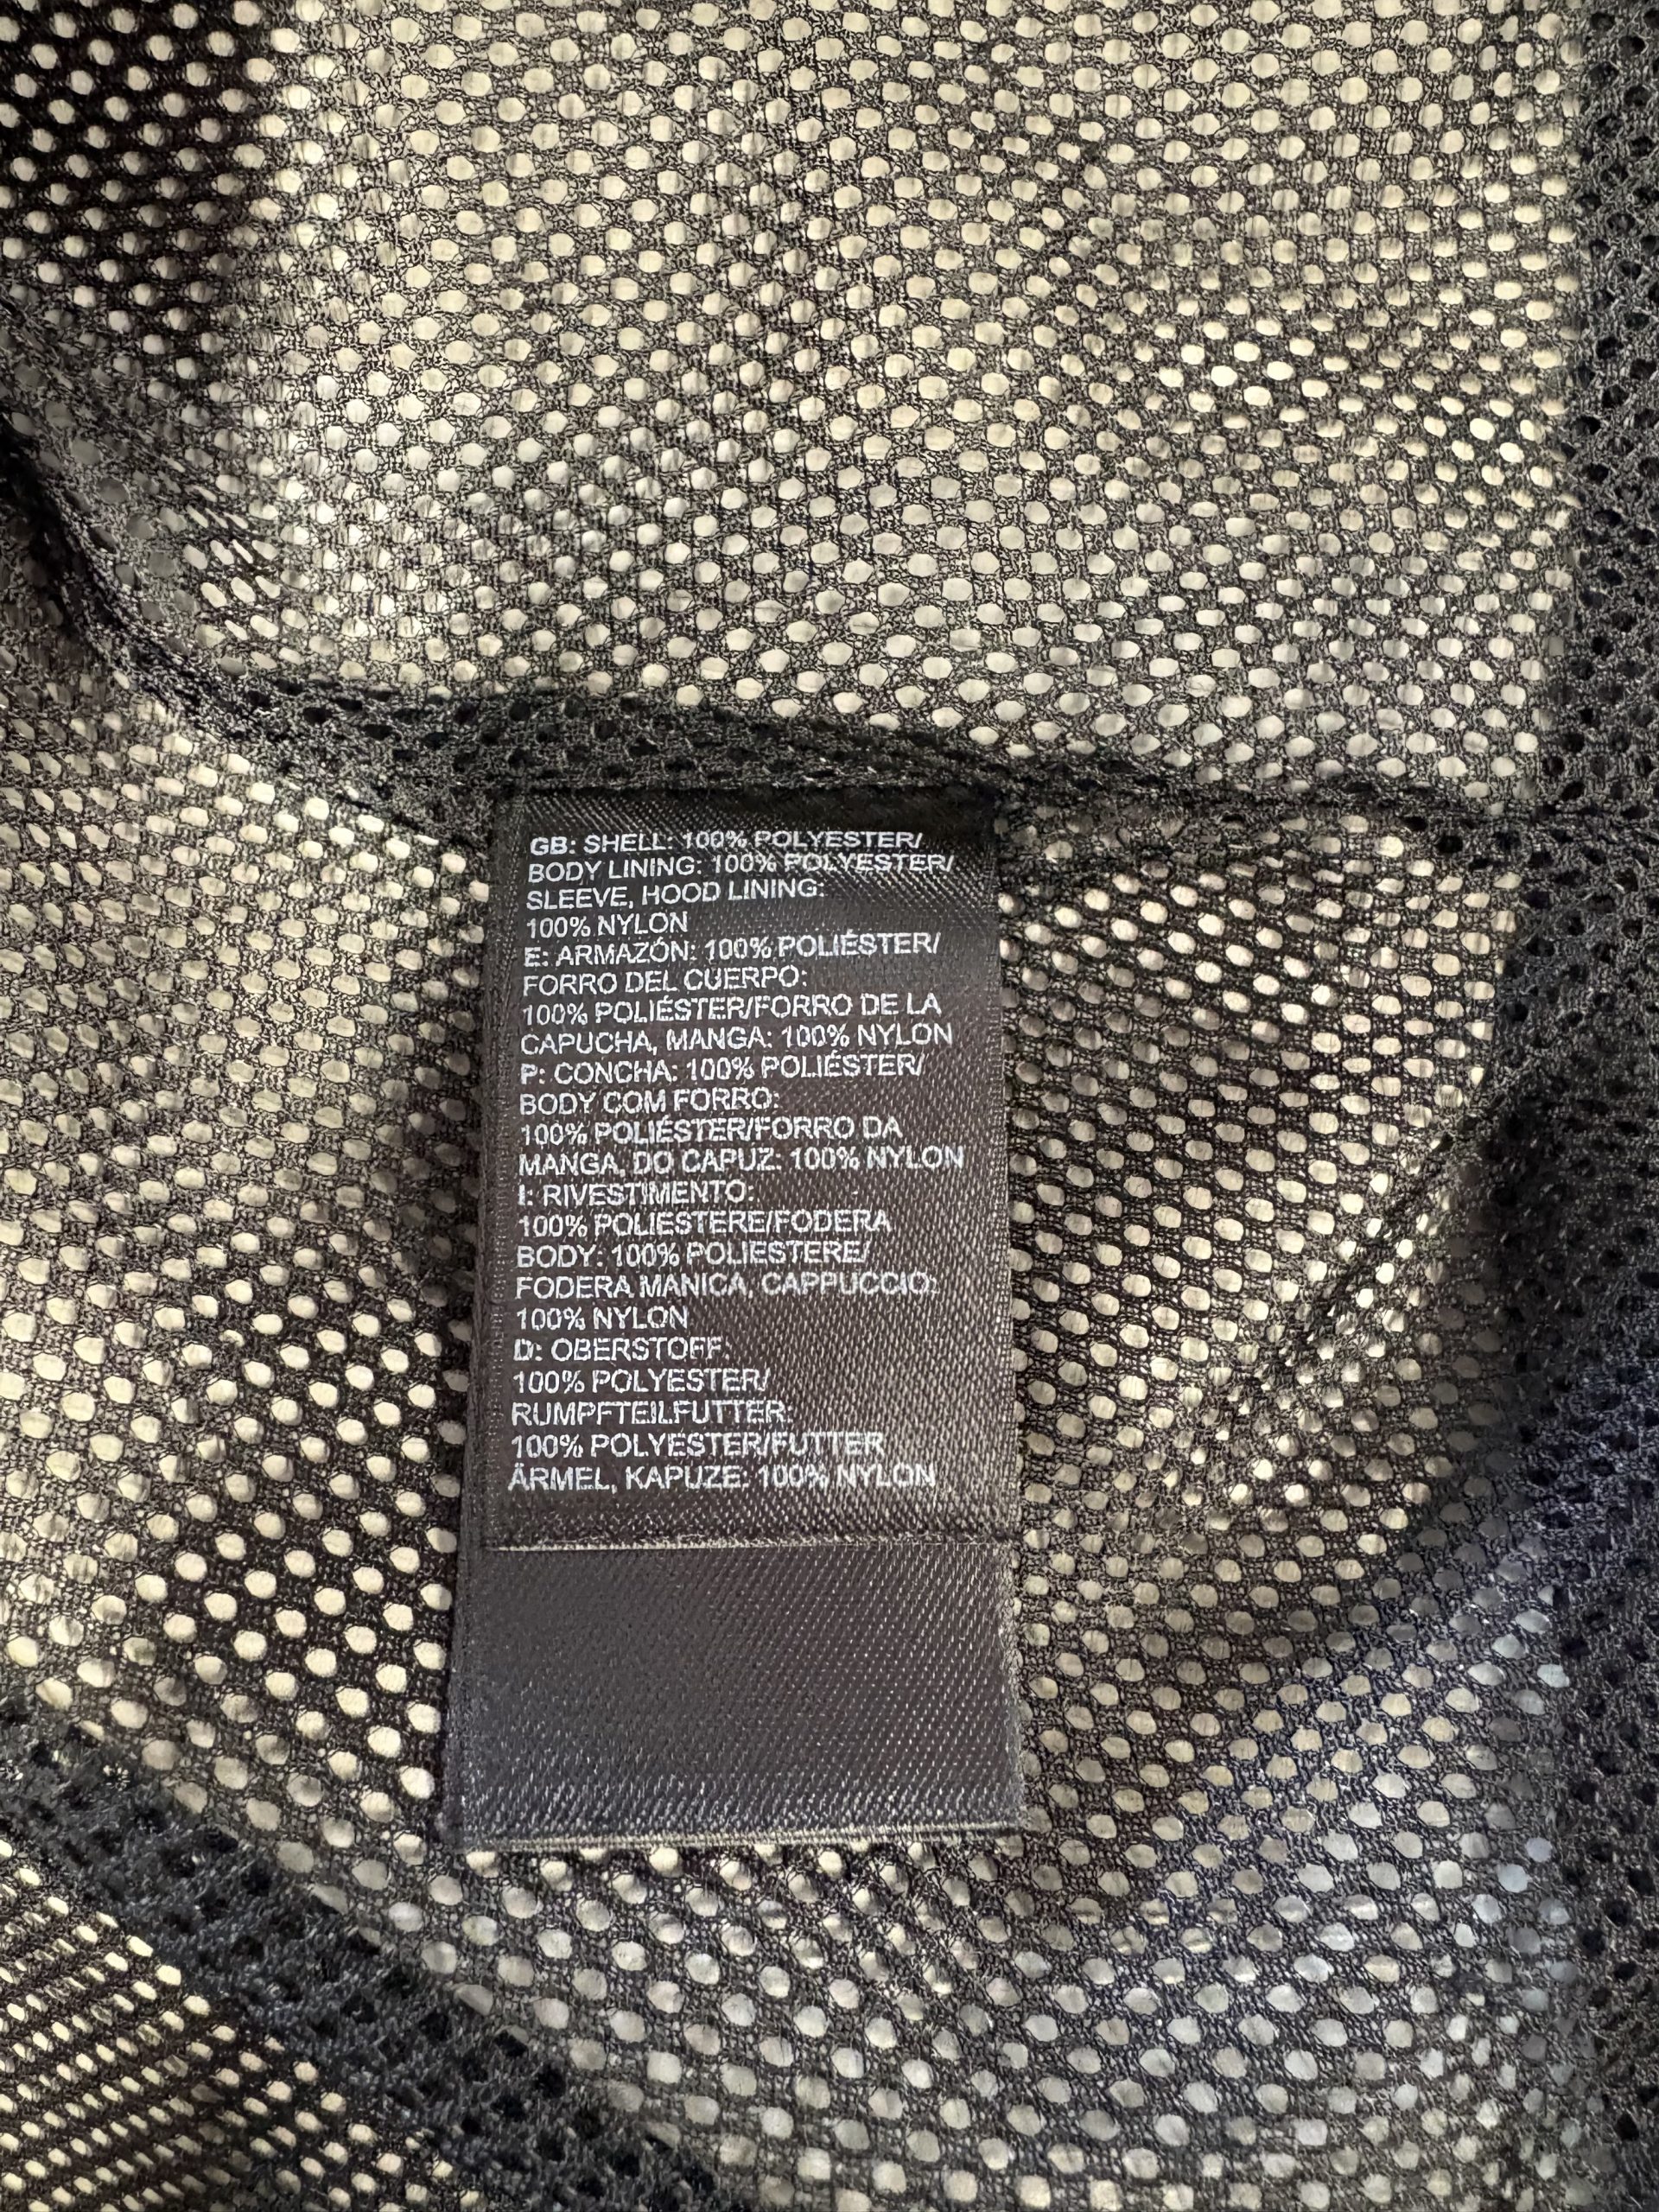 GB: SHELL: 100% POLYESTER/
BODY LINING: 100% POLYESTER/
SLEEVE, HOOD LINING:
100% NYLON
E: ARMAZÓN: 100% POLIÉSTER/
FORRO DEL CUERPO:
100% POLIÉSTER/FORRO DE LA
CAPUCHA, MANGA: 100% NYLON
P: CONCHA: 100% POLIÉSTER/
BODY COM FORRO:
100% POLIÉSTER/FORRO DA
MANGA, DO CAPUZ: 100% NYLON
I: RIVESTIMENTO:
100% POLIESTERE/FODERA
BODY: 100% POLIESTERE/
FODERA MANICA, CAPPUCCIO:
100% NYLON
D: OBERSTOFF:
100% POLYESTER/
RUMPFTEILFUTTER:
100% POLYESTER/FUTTER
ÄRMEL, KAPUZE: 100% NYLON